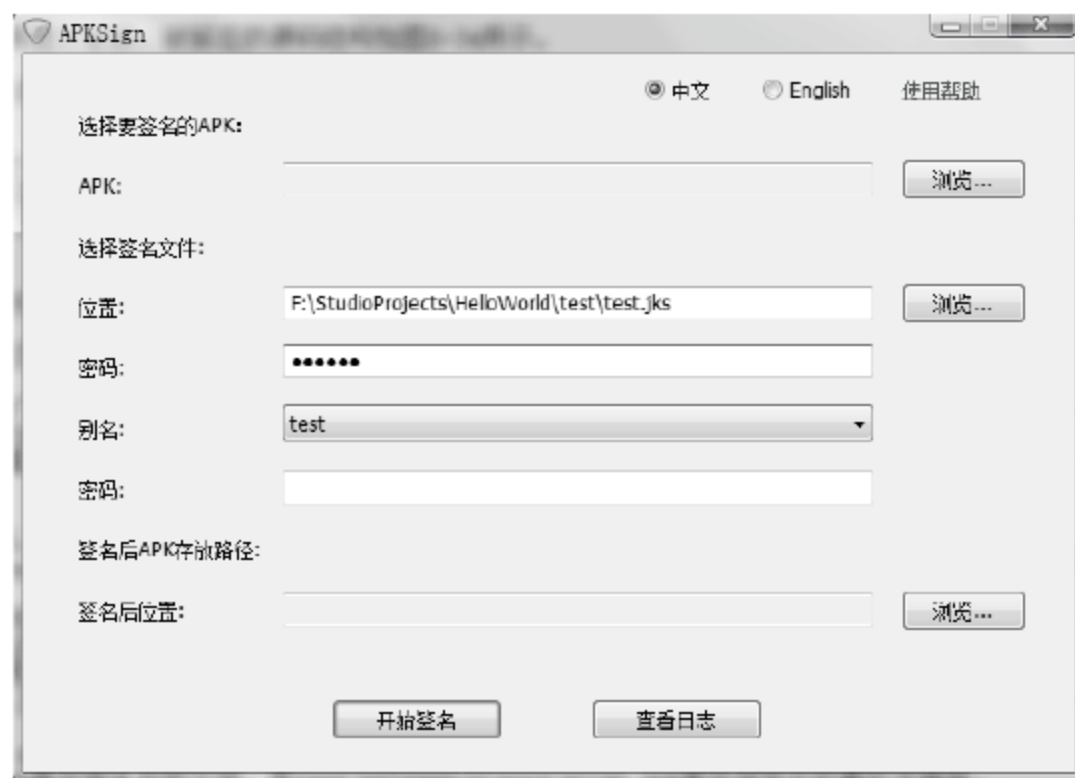 APKSign
中文 English 使用帮助
选择要签名的APK:
APK: 浏览...
选择签名文件:
位置: F:\StudioProjects\HelloWorld\test\test.jks 浏览...
密码: ••••••
别名: test
密码:
签名后APK存放路径:
签名后位置: 浏览...
开始签名 查看日志